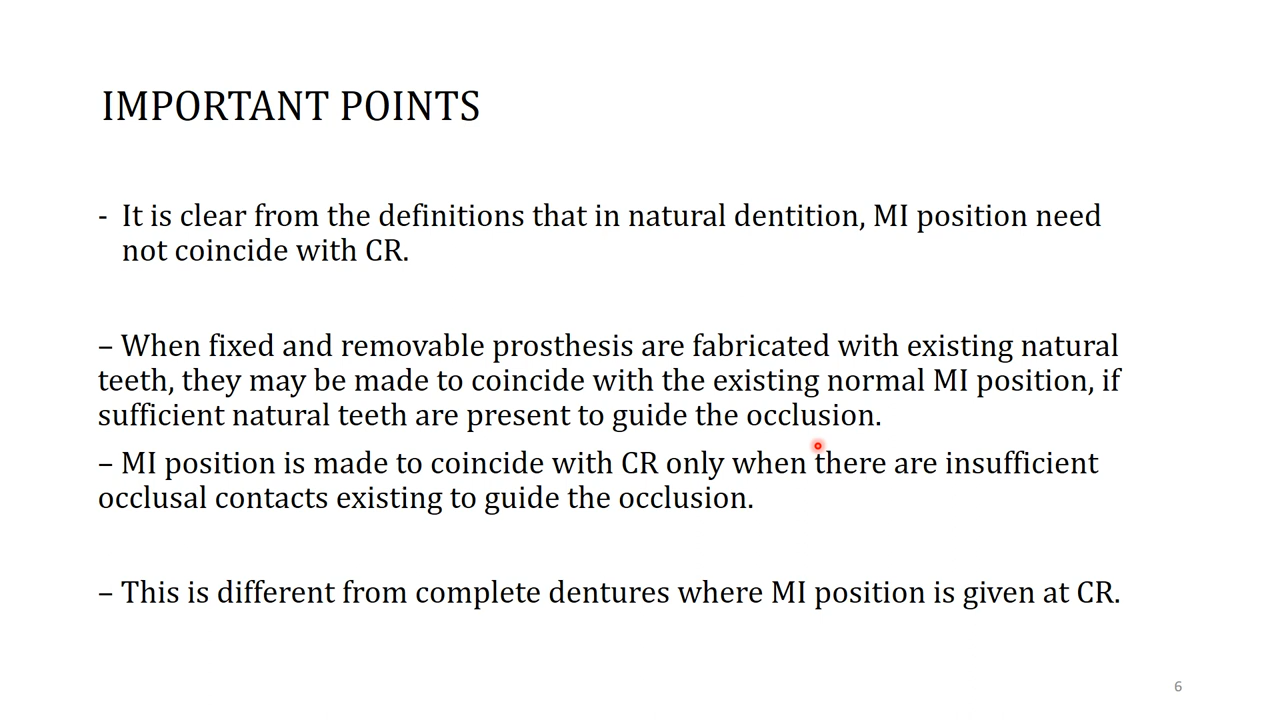 IMPORTANT POINTS
- It is clear from the definitions that in natural dentition, MI position need
not coincide with CR.
– When fixed and removable prosthesis are fabricated with existing natural
teeth, they may be made to coincide with the existing normal MI position, if
sufficient natural teeth are present to guide the occlusion.
– MI position is made to coincide with CR only when there are insufficient
occlusal contacts existing to guide the occlusion.
– This is different from complete dentures where MI position is given at CR.
6